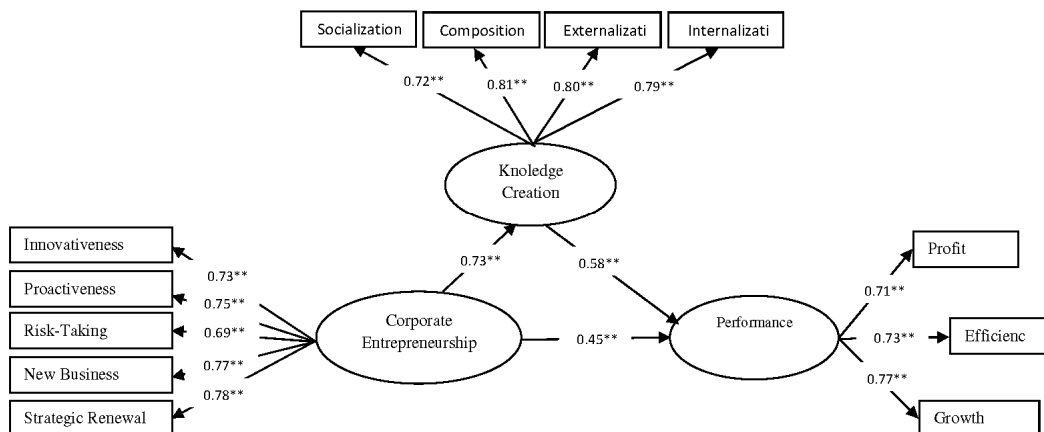 Socialization
Composition
Externalizati
Internalizati
0.72**
0.81**
0.80**
0.79**
Knoledge
Creation
Innovativeness
Proactiveness
Risk-Taking
New Business
Strategic Renewal
0.73**
0.75**
0.69**
0.77**
0.78**
Corporate
Entrepreneurship
0.73**
0.58**
0.45**
Performance
0.71**
0.73**
0.77**
Profit
Efficienc
Growth